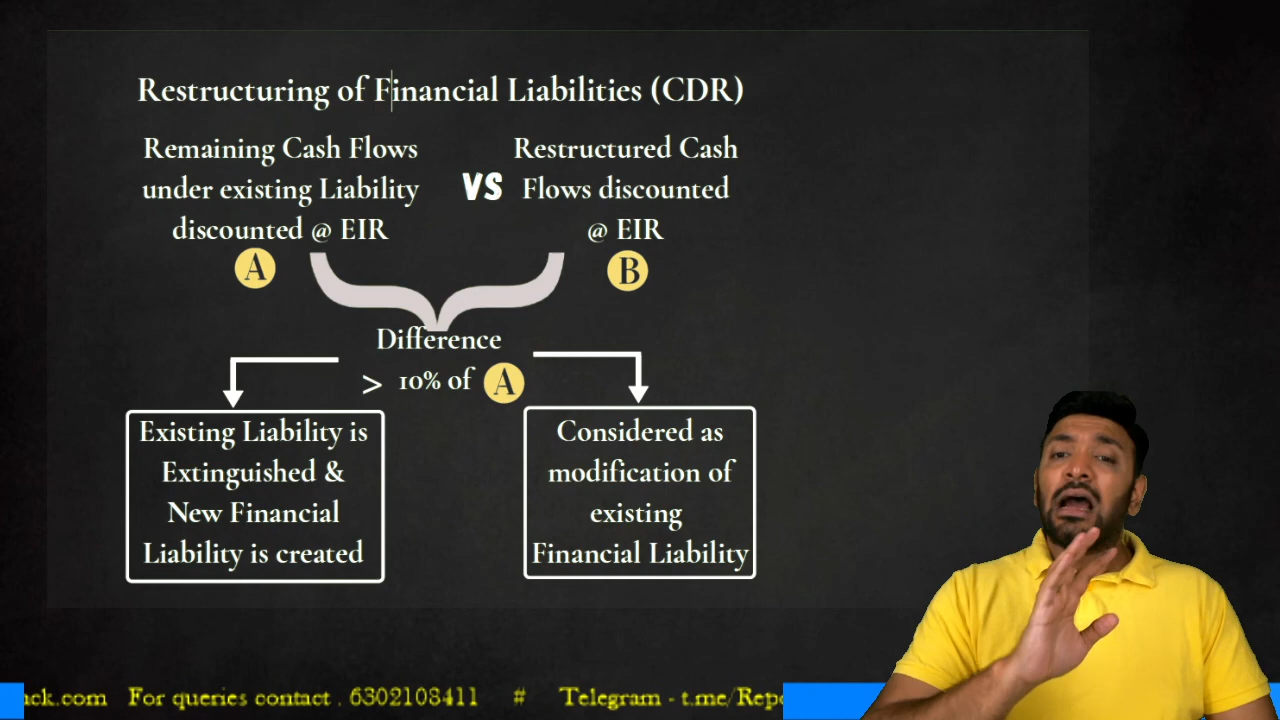 Restructuring of Financial Liabilities (CDR)
Remaining Cash Flows
under existing Liability
discounted @ EIR
A
VS
Restructured Cash
Flows discounted
@ EIR
B
Difference
> 10% of A
Existing Liability is
Extinguished &
New Financial
Liability is created
Considered as
modification of
existing
Financial Liability
.com For queries contact . 6302108411 # Telegram - t.me/Repo